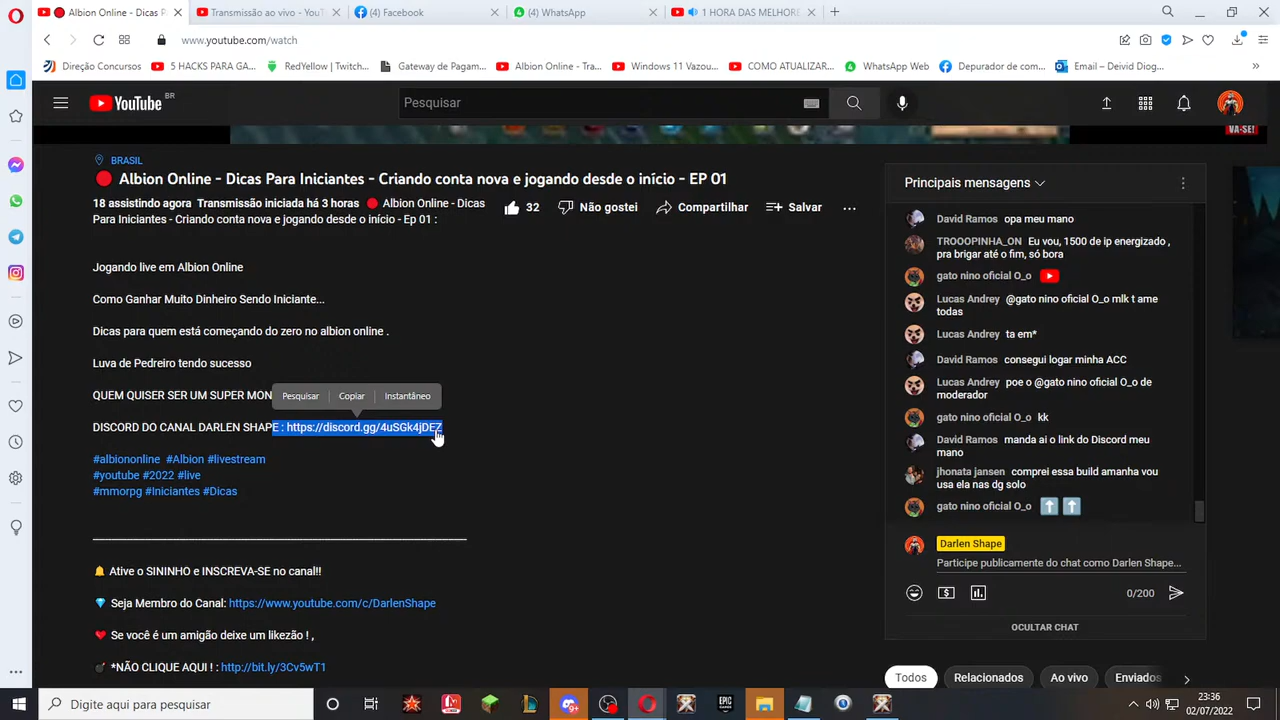 Albion Online - Dicas P
Transmissão ao vivo - YouT
(4) Facebook
(4) WhatsApp
1 HORA DAS MELHORE
www.youtube.com/watch
Direção Concursos
5 HACKS PARA GA...
RedYellow | Twitch...
Gateway de Pagam...
Albion Online - Tra...
Windows 11 Vazou...
COMO ATUALIZAR...
WhatsApp Web
Depurador de com...
Email – Deivid Diog...
YouTube BR
Pesquisar
VA-SE!
BRASIL
Albion Online - Dicas Para Iniciantes - Criando conta nova e jogando desde o início - EP 01
18 assistindo agora Transmissão iniciada há 3 horas Albion Online - Dicas
Para Iniciantes - Criando conta nova e jogando desde o início - Ep 01 :
32
Não gostei
Compartilhar
Salvar
Jogando live em Albion Online
Como Ganhar Muito Dinheiro Sendo Iniciante...
Dicas para quem está começando do zero no albion online .
Luva de Pedreiro tendo sucesso
QUEM QUISER SER UM SUPER MON
Pesquisar
Copiar
Instantâneo
DISCORD DO CANAL DARLEN SHAPE : https://discord.gg/4uSGk4jDEZ
#albiononline #Albion #livestream
#youtube #2022 #live
#mmorpg #Iniciantes #Dicas
Ative o SININHO e INSCREVA-SE no canal!!
Seja Membro do Canal: https://www.youtube.com/c/DarlenShape
Se você é um amigão deixe um likezão ! ,
*NÃO CLIQUE AQUI ! : http://bit.ly/3Cv5wT1
Principais mensagens
David Ramos opa meu mano
TROOOPINHA_ON Eu vou, 1500 de ip energizado ,
pra brigar até o fim, só bora
gato nino oficial O_o
Lucas Andrey @gato nino oficial O_o mlk t ame
todas
Lucas Andrey ta em*
David Ramos consegui logar minha ACC
Lucas Andrey poe o @gato nino oficial O_o de
moderador
gato nino oficial O_o kk
David Ramos manda ai o link do Discord meu
mano
jhonata jansen comprei essa build amanha vou
usa ela nas dg solo
gato nino oficial O_o
Darlen Shape
Participe publicamente do chat como Darlen Shape...
0/200
OCULTAR CHAT
Todos
Relacionados
Ao vivo
Enviados
Digite aqui para pesquisar
23:36
02/07/2022